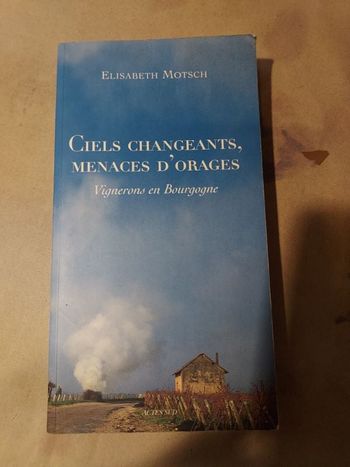 ELISABETH MOTSCH
CIELS CHANGEANTS,
MENACES D'ORAGES
Vignerons en Bourgogne
ACTES SUD